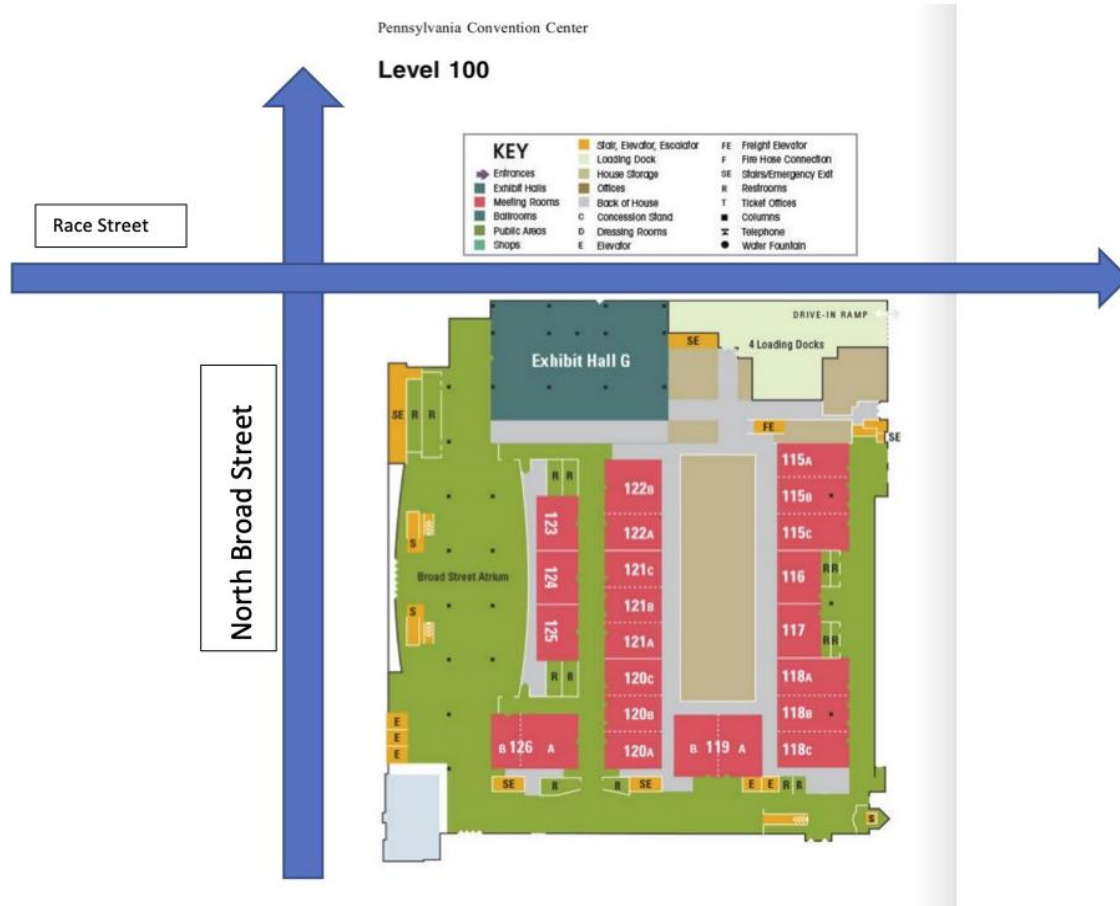 Pennsylvania Convention Center
Level 100
KEY
Entrances
Exhibit Halls
Meeting Rooms
Ballrooms
Public Areas
Shops
Stair, Elevator, Escalator
Loading Dock
House Storage
Offices
Back of House
C Concession Stand
D Dressing Rooms
E Elevator
FE Freight Elevator
F Fire Hose Connection
SE Stairs/Emergency Exit
R Restrooms
T Ticket Offices
Columns
Telephone
Water Fountain
Race Street
North Broad Street
DRIVE-IN RAMP
4 Loading Docks
SE
Exhibit Hall G
SE R R
FE
SE
115A
R R
122B
115B
123
S
122A
115C
Broad Street Atrium
124
121C
116
R R
121B
S
125
121A
117
R R
R R
120C
118A
120B
118B
E
E
E
B 126 A
120A
B 119 A
118C
SE R
R SE
E E R R
S